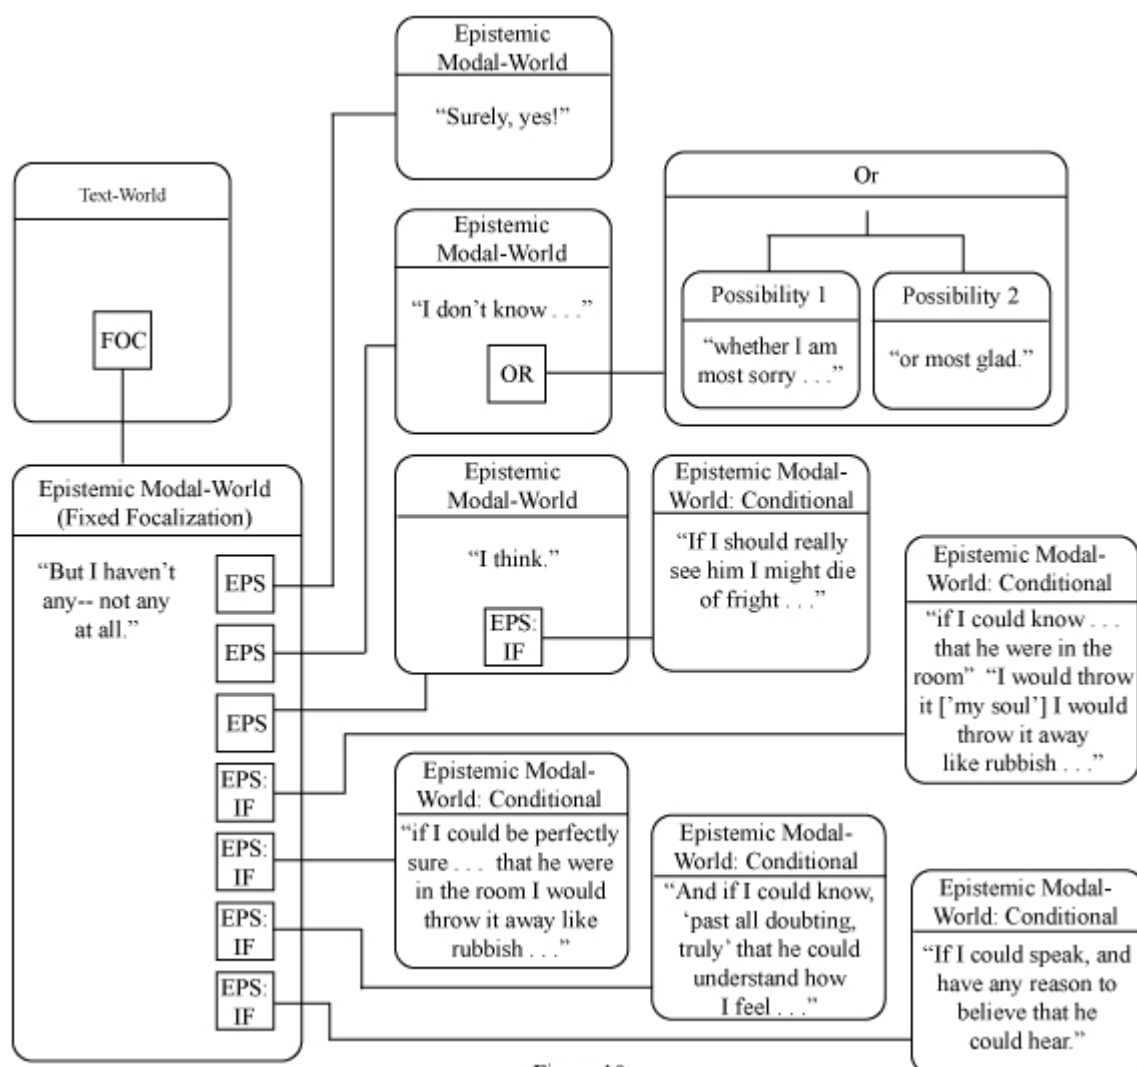 Epistemic
Modal-World
“Surely, yes!”
Text-World
FOC
Epistemic
Modal-World
“I don’t know . . .”
OR
Or
Possibility 1
“whether I am
most sorry . . .”
Possibility 2
“or most glad.”
Epistemic Modal-World
(Fixed Focalization)
“But I haven’t
any-- not any
at all.”
EPS
EPS
EPS
EPS:
IF
EPS:
IF
EPS:
IF
EPS:
IF
Epistemic
Modal-World
“I think.”
EPS:
IF
Epistemic Modal-
World: Conditional
“If I should really
see him I might die
of fright . . .”
Epistemic Modal-
World: Conditional
“if I could know . . .
that he were in the
room” “I would throw
it [’my soul’] I would
throw it away
like rubbish . . .”
Epistemic Modal-
World: Conditional
“if I could be perfectly
sure . . . that he were
in the room I would
throw it away like
rubbish . . .”
Epistemic Modal-
World: Conditional
“And if I could know,
‘past all doubting,
truly’ that he could
understand how
I feel . . .”
Epistemic Modal-
World: Conditional
“If I could speak, and
have any reason to
believe that he
could hear.”